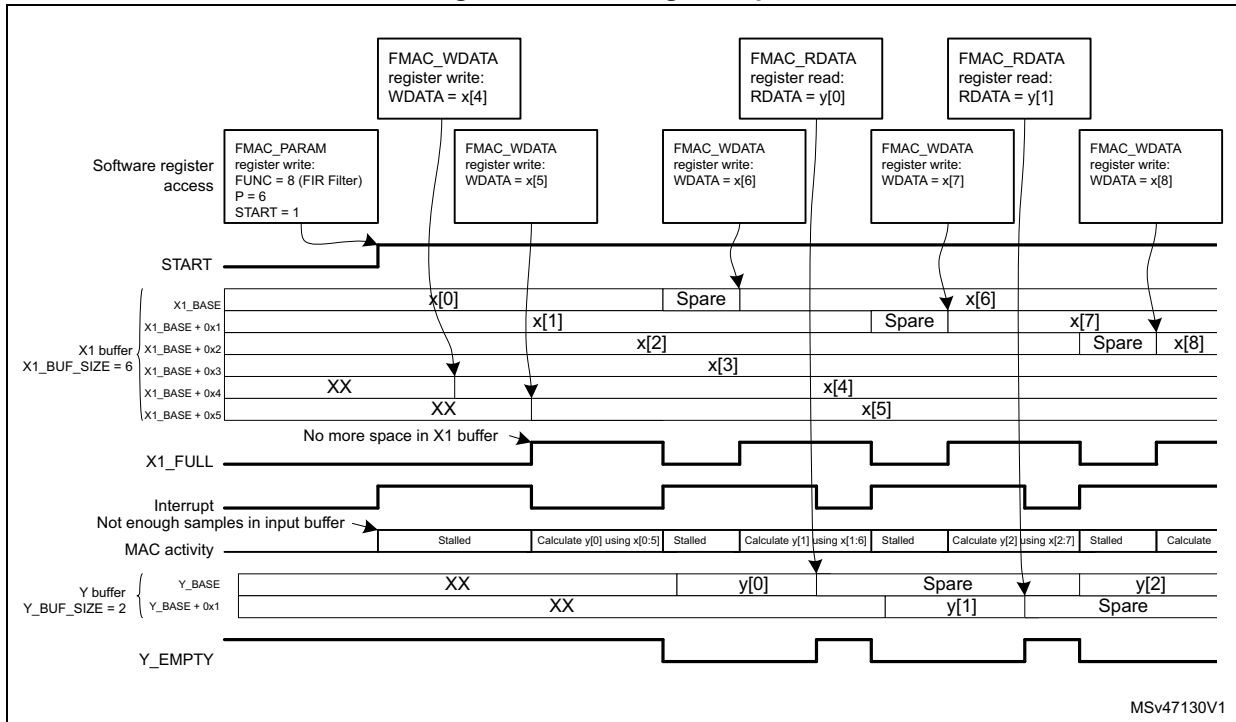 FMAC_WDATA
register write:
WDATA = x[4]
FMAC_RDATA
register read:
RDATA = y[0]
FMAC_RDATA
register read:
RDATA = y[1]
Software register
access
FMAC_PARAM
register write:
FUNC = 8 (FIR Filter)
P = 6
START = 1
FMAC_WDATA
register write:
WDATA = x[5]
FMAC_WDATA
register write:
WDATA = x[6]
FMAC_WDATA
register write:
WDATA = x[7]
FMAC_WDATA
register write:
WDATA = x[8]
START
X1 buffer
X1_BUF_SIZE = 6
X1_BASE x[0] Spare x[6]
X1_BASE + 0x1 x[1] Spare x[7]
X1_BASE + 0x2 x[2] Spare x[8]
X1_BASE + 0x3 x[3]
X1_BASE + 0x4 XX x[4]
X1_BASE + 0x5 XX x[5]
No more space in X1 buffer
X1_FULL
Interrupt
Not enough samples in input buffer
MAC activity Stalled Calculate y[0] using x[0:5] Stalled Calculate y[1] using x[1:6] Stalled Calculate y[2] using x[2:7] Stalled Calculate
Y buffer
Y_BUF_SIZE = 2
Y_BASE XX y[0] Spare y[2]
Y_BASE + 0x1 XX y[1] Spare
Y_EMPTY
MSv47130V1